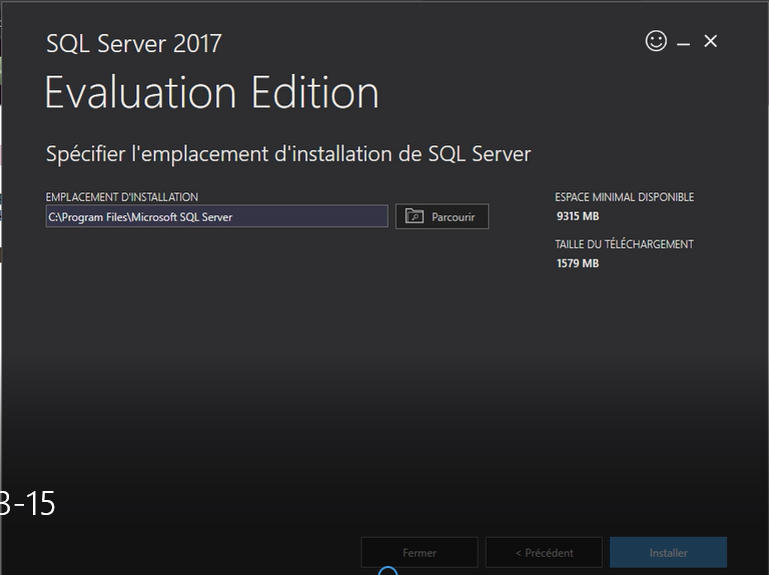 SQL Server 2017
Evaluation Edition
Spécifier l'emplacement d'installation de SQL Server
EMPLACEMENT D'INSTALLATION
C:\Program Files\Microsoft SQL Server
Parcourir
ESPACE MINIMAL DISPONIBLE
9315 MB
TAILLE DU TÉLÉCHARGEMENT
1579 MB
3-15
Fermer
< Précédent
Installer